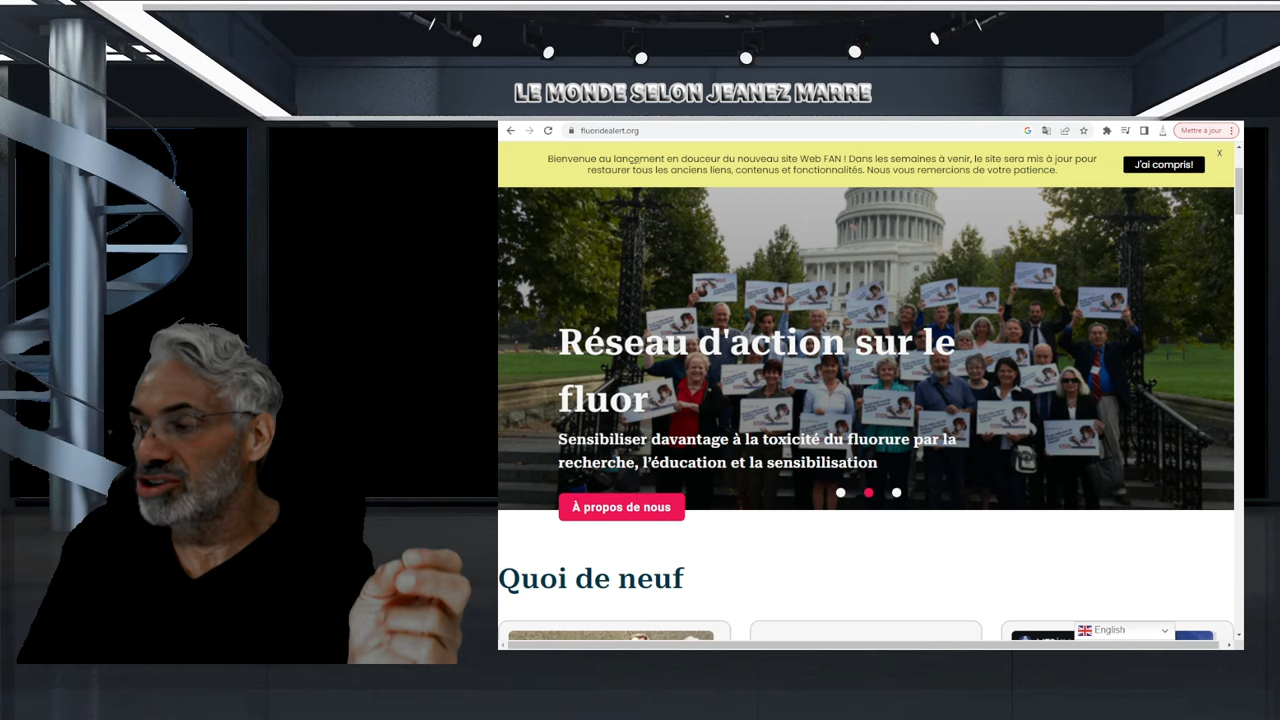 LE MONDE SELON JEANEZ MARRE
fluoridealert.org
Mettre à jour
Bienvenue au lancement en douceur du nouveau site Web FAN ! Dans les semaines à venir, le site sera mis à jour pour
restaurer tous les anciens liens, contenus et fonctionnalités. Nous vous remercions de votre patience.
J'ai compris!
X
Réseau d'action sur le
fluor
Sensibiliser davantage à la toxicité du fluorure par la
recherche, l'éducation et la sensibilisation
À propos de nous
Quoi de neuf
English